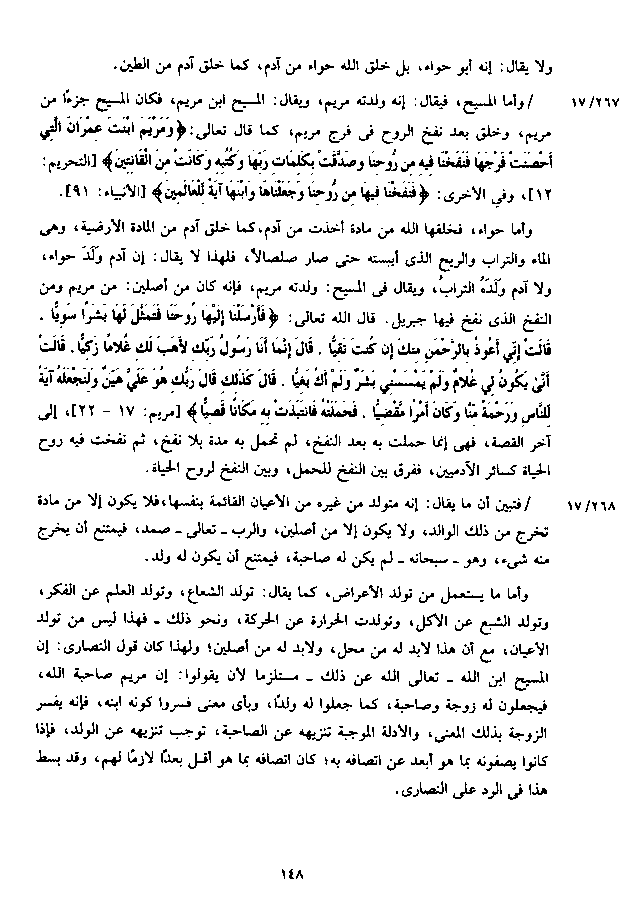 ولا يقال: إنه أبو حواء، بل خلق الله حواء من آدم، كما خلق آدم من الطين.
١٧/٢٦٧ / وأما المسيح، فيقال: إنه ولدته مريم، ويقال: المسيح ابن مريم، فكان المسيح جزءًا من
مريم، وخلق بعد نفخ الروح في فرج مريم، كما قال تعالى: ﴿وَمَرْيَمَ ابْنَتَ عِمْرَانَ الَّتِي
أَحْصَنَتْ فَرْجَهَا فَنَفَخْنَا فِيهِ مِن رُّوحِنَا وَصَدَّقَتْ بِكَلِمَاتِ رَبِّهَا وَكُتُبِهِ وَكَانَتْ مِنَ الْقَانِتِينَ﴾ [التحريم:
١٢]، وفي الأخرى: ﴿فَنَفَخْنَا فِيهَا مِن رُّوحِنَا وَجَعَلْنَاهَا وَابْنَهَا آيَةً لِّلْعَالَمِينَ﴾ [الأنبياء: ٩١].
وأما حواء، فخلقها الله من مادة أخذت من آدم، كما خلق آدم من المادة الأرضية، وهى
الماء والتراب والريح الذى أيبسته حتى صار صلصالاً، فلهذا لا يقال: إن آدم وَلَدَ حواء،
ولا آدم وَلَدَهُ الترابُ، ويقال فى المسيح: ولدته مريم، فإنه كان من أصلين: من مريم ومن
النفخ الذى نفخ فيها جبريل. قال الله تعالى: ﴿فَأَرْسَلْنَا إِلَيْهَا رُوحَنَا فَتَمَثَّلَ لَهَا بَشَرًا سَوِيًّا .
قَالَتْ إِنِّي أَعُوذُ بِالرَّحْمَنِ مِنكَ إِن كُنتَ تَقِيًّا . قَالَ إِنَّمَا أَنَا رَسُولُ رَبِّكِ لأَهَبَ لَكِ غُلامًا زَكِيًّا . قَالَتْ
أَنَّىٰ يَكُونُ لِي غُلامٌ وَلَمْ يَمْسَسْنِي بَشَرٌ وَلَمْ أَكُ بَغِيًّا . قَالَ كَذَلِكِ قَالَ رَبُّكِ هُوَ عَلَيَّ هَيِّنٌ وَلِنَجْعَلَهُ آيَةً
لِّلنَّاسِ وَرَحْمَةً مِّنَّا وَكَانَ أَمْرًا مَّقْضِيًّا . فَحَمَلَتْهُ فَانتَبَذَتْ بِهِ مَكَانًا قَصِيًّا﴾ [مريم: ١٧ – ٢٢]، إلى
آخر القصة، فهى إنما حملت به بعد النفخ، لم تحمل به مدة بلا نفخ، ثم نفخت فيه روح
الحياة كسائر الآدميين، ففرق بين النفخ للحمل، وبين النفخ لروح الحياة.
١٧/٢٦٨ / فتبين أن ما يقال: إنه متولد من غيره من الأعيان القائمة بنفسها، فلا يكون إلا من مادة
تخرج من ذلك الوالد، ولا يكون إلا من أصلين، والرب ـ تعالى ـ صمد، فيمتنع أن يخرج
منه شىء، وهو ـ سبحانه ـ لم يكن له صاحبة، فيمتنع أن يكون له ولد.
وأما ما يستعمل من تولد الأعراض، كما يقال: تولد الشعاع، وتولد العلم عن الفكر،
وتولد الشبع عن الأكل، وتولدت الحرارة عن الحركة، ونحو ذلك ـ فهذا ليس من تولد
الأعيان، مع أن هذا لابد له من محل، ولابد له من أصلين؛ ولهذا كان قول النصارى: إن
المسيح ابن الله ـ تعالى الله عن ذلك ـ مستلزما لأن يقولوا: إن مريم صاحبة الله،
فيجعلون له زوجة وصاحبة، كما جعلوا له ولدًا، وبأى معنى فسروا كونه ابنه، فإنه يفسر
الزوجة بذلك المعنى، والأدلة الموجبة تنزيهه عن الصاحبة، توجب تنزيهه عن الولد، فإذا
كانوا يصفونه بما هو أبعد عن اتصافه به؛ كان اتصافه بما هو أقل بعدًا لازمًا لهم، وقد بسط
هذا فى الرد على النصارى.
١٤٨